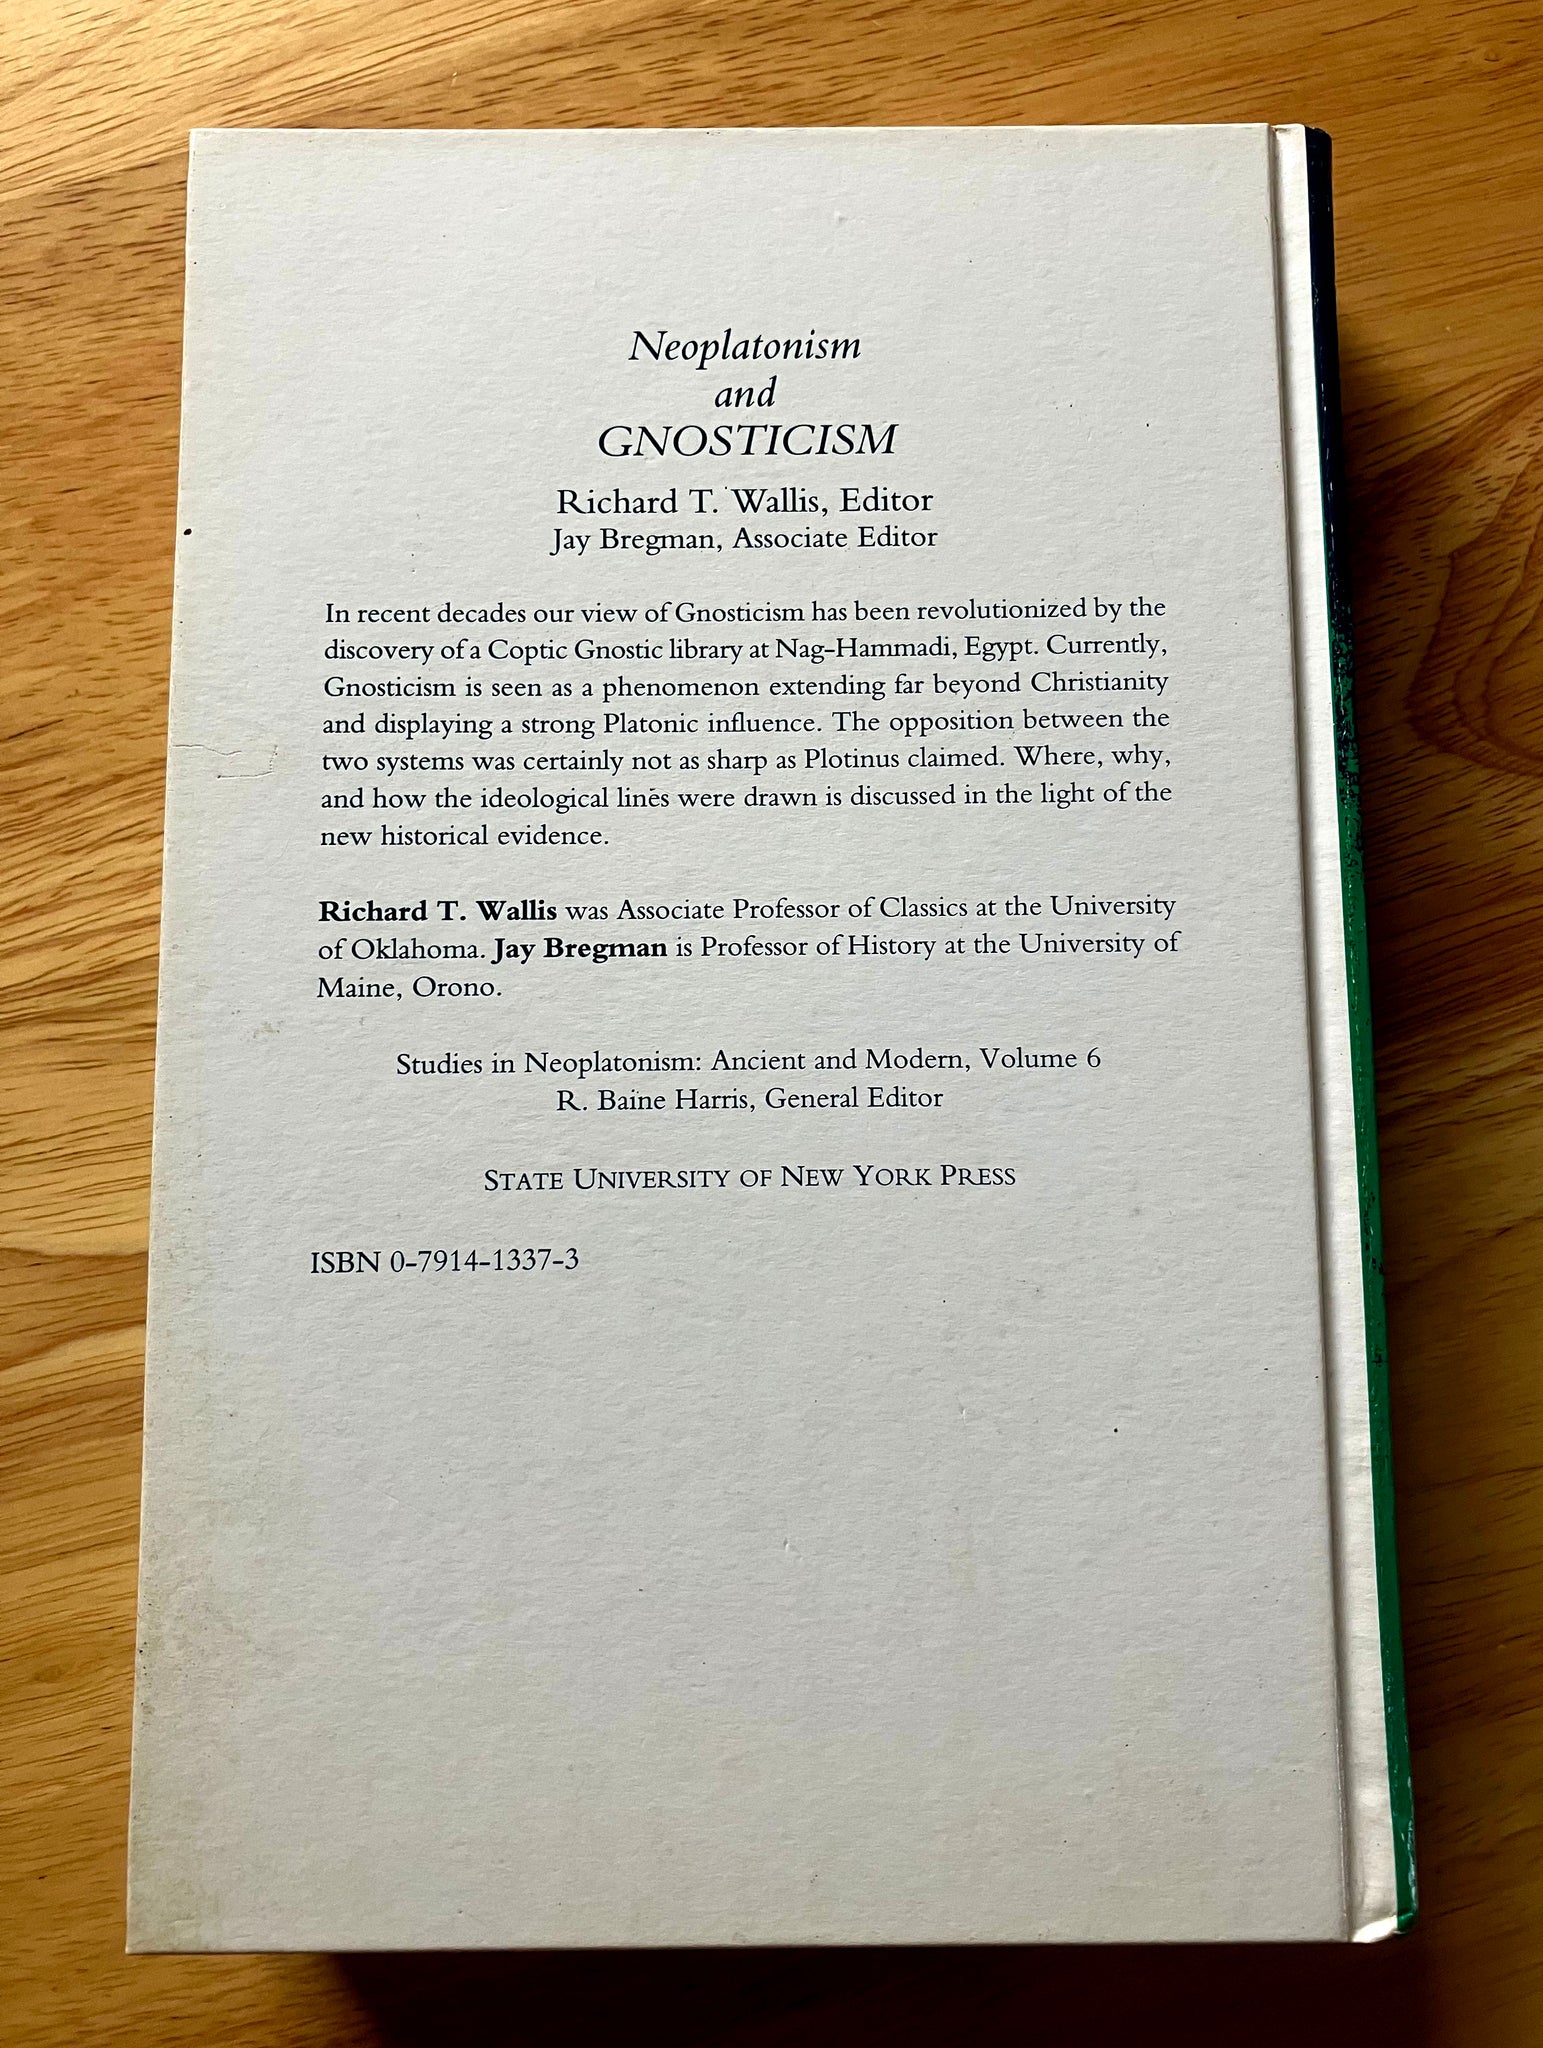 Neoplatonism
and
GNOSTICISM
Richard T. Wallis, Editor
Jay Bregman, Associate Editor
In recent decades our view of Gnosticism has been revolutionized by the
discovery of a Coptic Gnostic library at Nag-Hammadi, Egypt. Currently,
Gnosticism is seen as a phenomenon extending far beyond Christianity
and displaying a strong Platonic influence. The opposition between the
two systems was certainly not as sharp as Plotinus claimed. Where, why,
and how the ideological lines were drawn is discussed in the light of the
new historical evidence.
Richard T. Wallis was Associate Professor of Classics at the University
of Oklahoma. Jay Bregman is Professor of History at the University of
Maine, Orono.
Studies in Neoplatonism: Ancient and Modern, Volume 6
R. Baine Harris, General Editor
STATE UNIVERSITY OF NEW YORK PRESS
ISBN 0-7914-1337-3